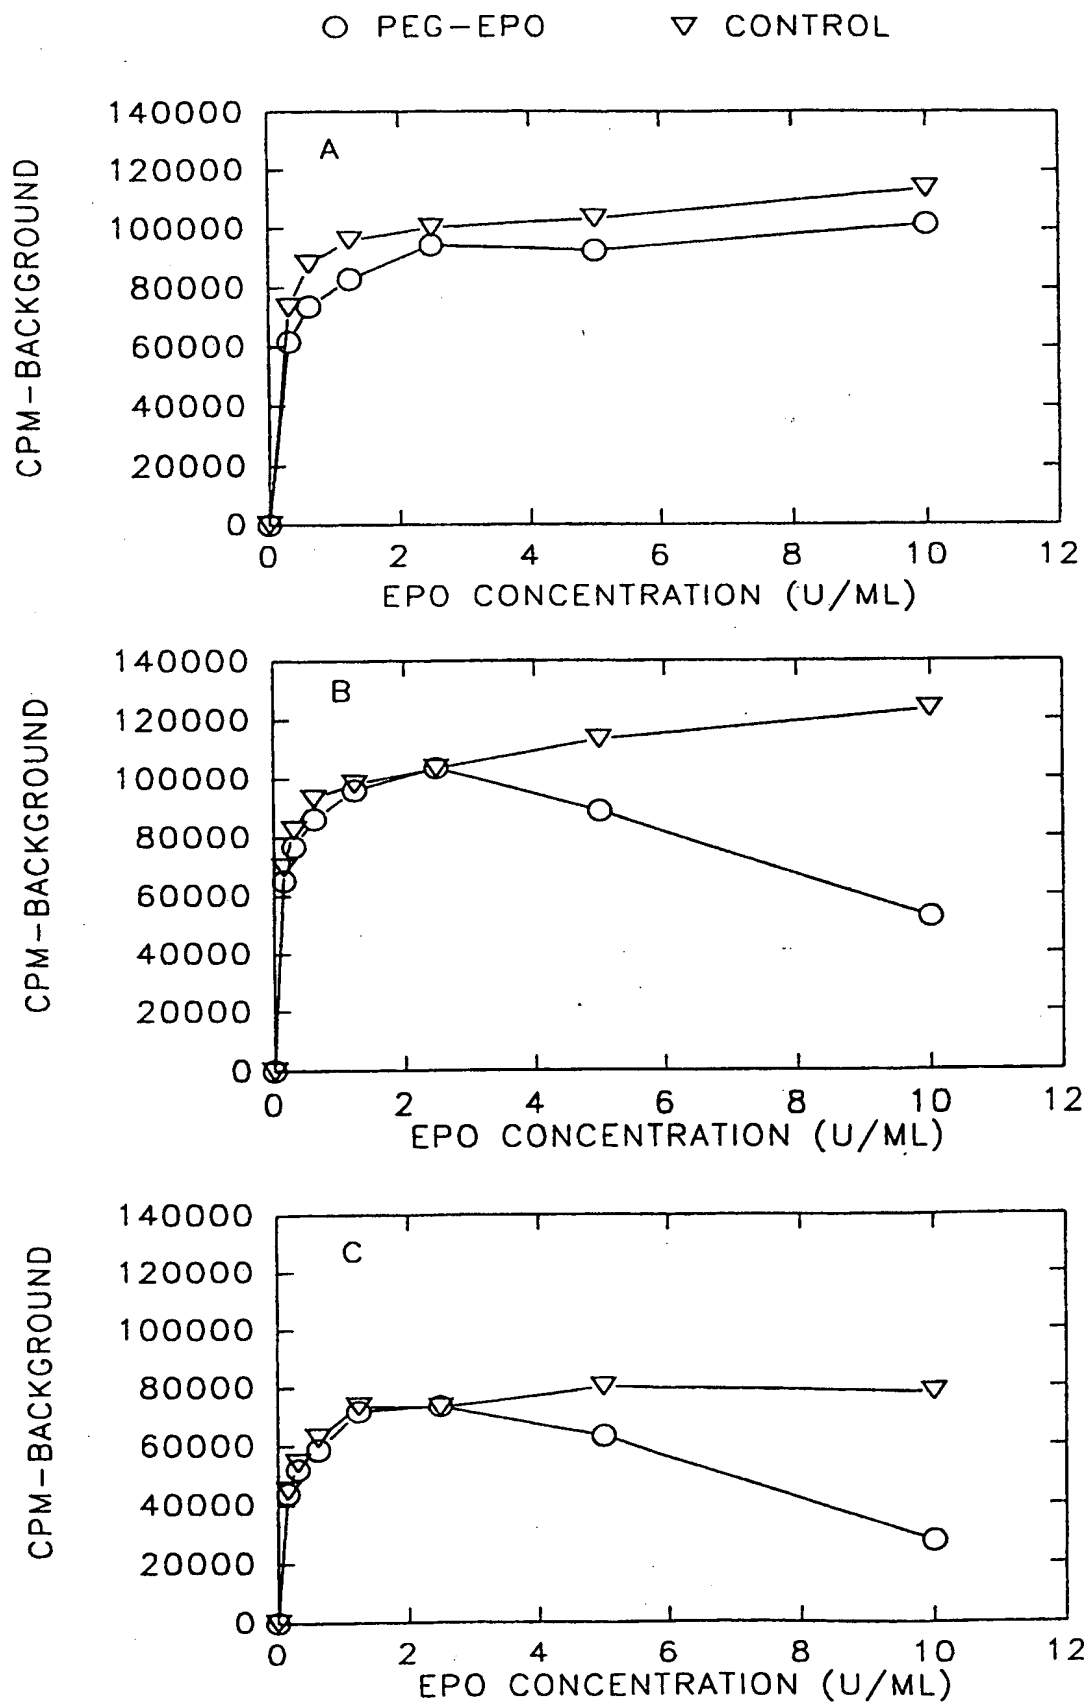 ○ PEG-EPO ▽ CONTROL
140000
A
120000
100000
80000
60000
40000
20000
0
CPM-BACKGROUND
0 2 4 6 8 10 12
EPO CONCENTRATION (U/ML)
140000
B
120000
100000
80000
60000
40000
20000
0
CPM-BACKGROUND
0 2 4 6 8 10 12
EPO CONCENTRATION (U/ML)
140000
C
120000
100000
80000
60000
40000
20000
0
CPM-BACKGROUND
0 2 4 6 8 10 12
EPO CONCENTRATION (U/ML)